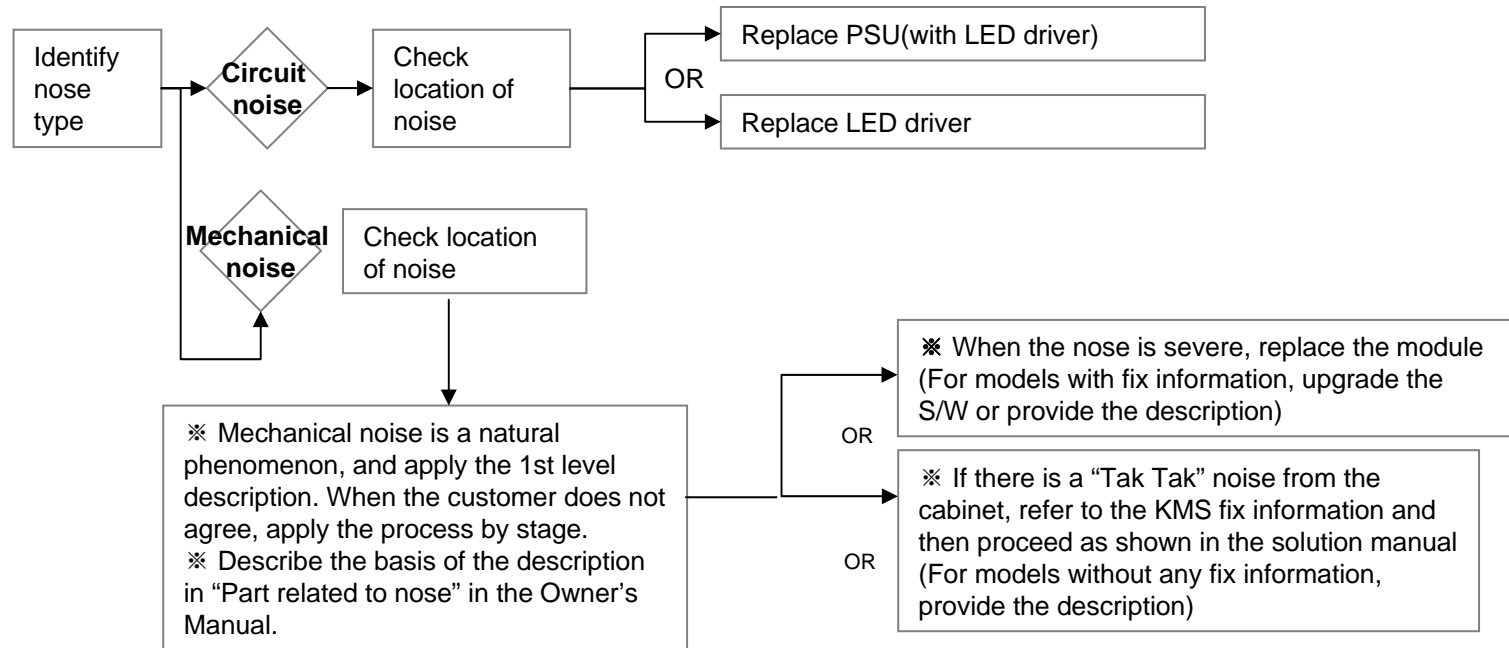 Identify
nose
type
Circuit
noise
Check
location of
noise
Replace PSU(with LED driver)
OR
Replace LED driver
Mechanical
noise
Check location
of noise
※ Mechanical noise is a natural
phenomenon, and apply the 1st level
description. When the customer does not
agree, apply the process by stage.
※ Describe the basis of the description
in “Part related to nose” in the Owner’s
Manual.
※ When the nose is severe, replace the module
(For models with fix information, upgrade the
S/W or provide the description)
OR
※ If there is a “Tak Tak” noise from the
cabinet, refer to the KMS fix information and
then proceed as shown in the solution manual
(For models without any fix information,
provide the description)
OR